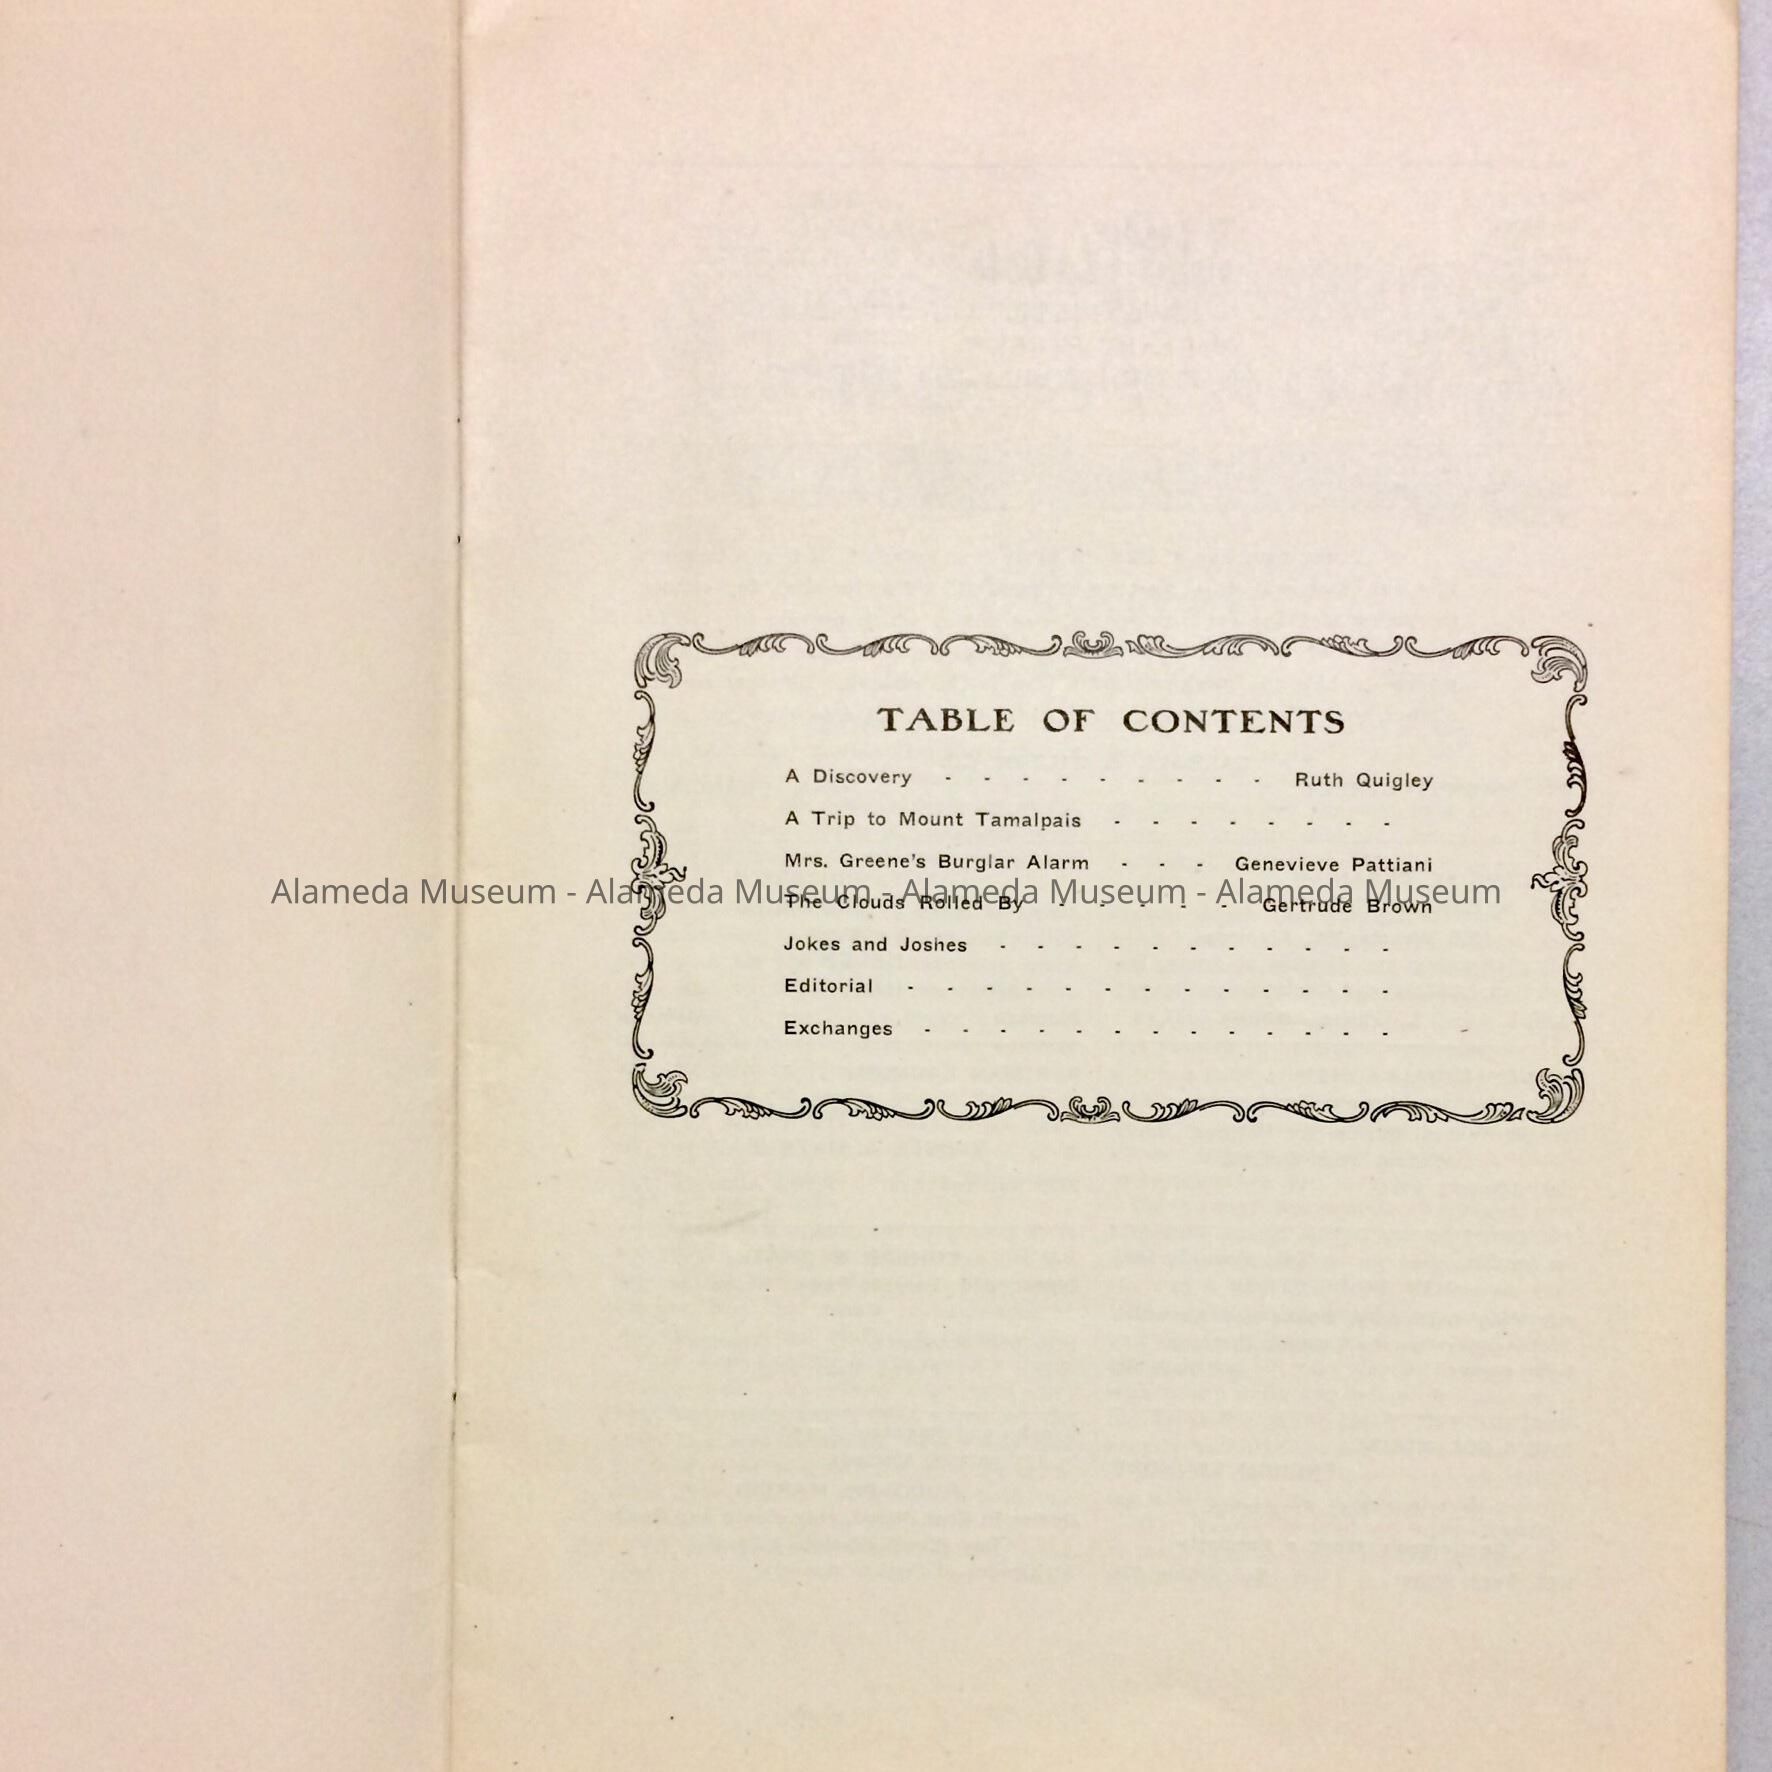 TABLE OF CONTENTS
A Discovery - - - - - - - - - Ruth Quigley
A Trip to Mount Tamalpais - - - - - - - -
Mrs. Greene's Burglar Alarm - - - Genevieve Pattiani
Alameda Museum - Alameda Museum - Alameda Museum - Alameda Museum
The Clouds Rolled By - - - - - Gertrude Brown
Jokes and Joshes - - - - - - - - - - -
Editorial - - - - - - - - - - - - -
Exchanges - - - - - - - - - - - - - -